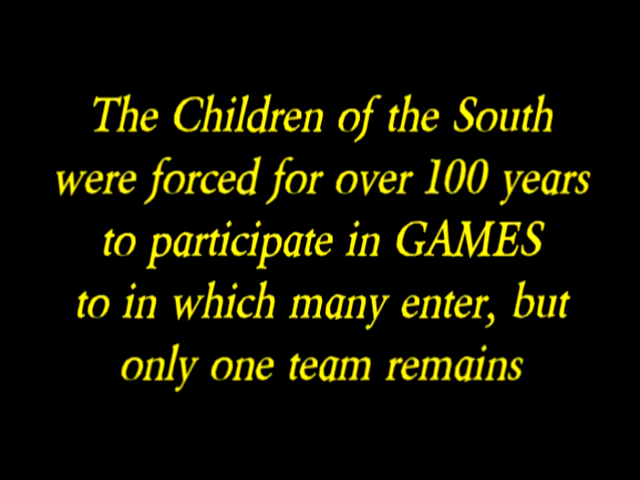 The Children of the South
were forced for over 100 years
to participate in GAMES
to in which many enter, but
only one team remains